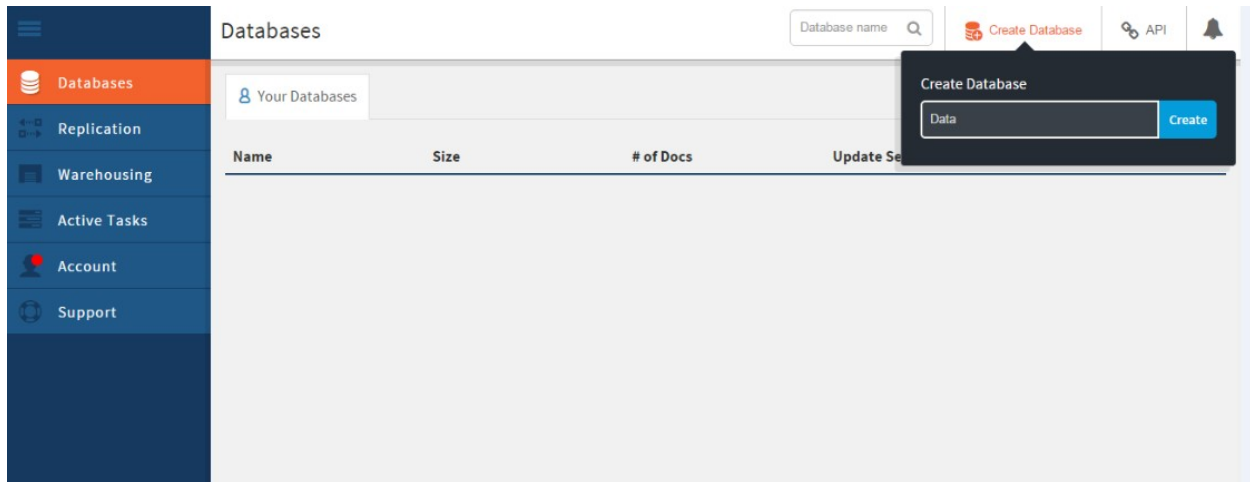 Databases
Database name
Create Database
API
Databases
Replication
Warehousing
Active Tasks
Account
Support
Your Databases
Create Database
Data
Create
Name Size # of Docs Update Se